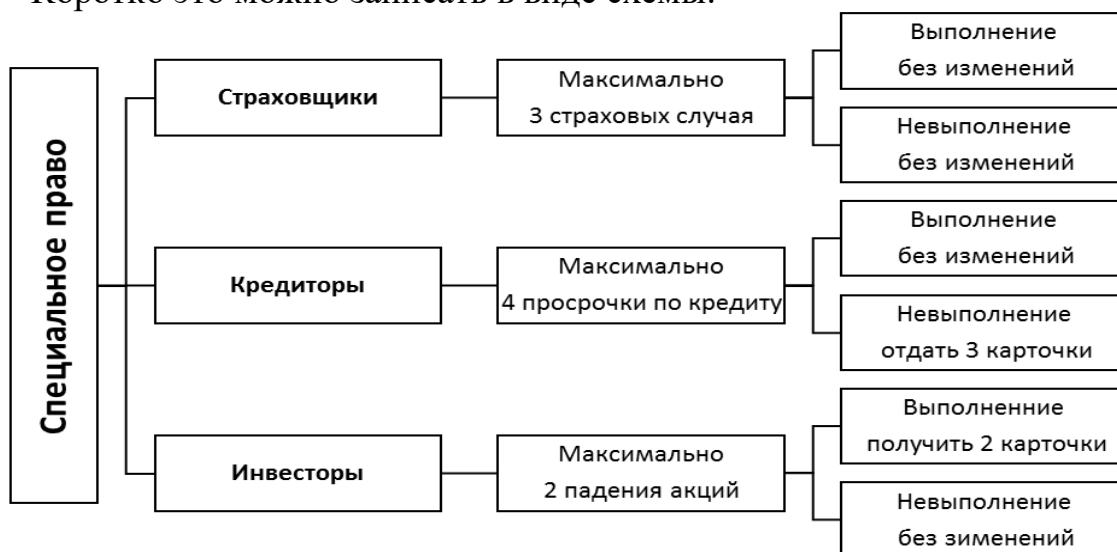 Коротко это можно записать в виде схемы:
Специальное право
Страховщики
Максимально
3 страховых случая
Выполнение
без изменений
Невыполнение
без изменений
Кредиторы
Максимально
4 просрочки по кредиту
Выполнение
без изменений
Невыполнение
отдать 3 карточки
Инвесторы
Максимально
2 падения акций
Выполненние
получить 2 карточки
Невыполнение
без зименений